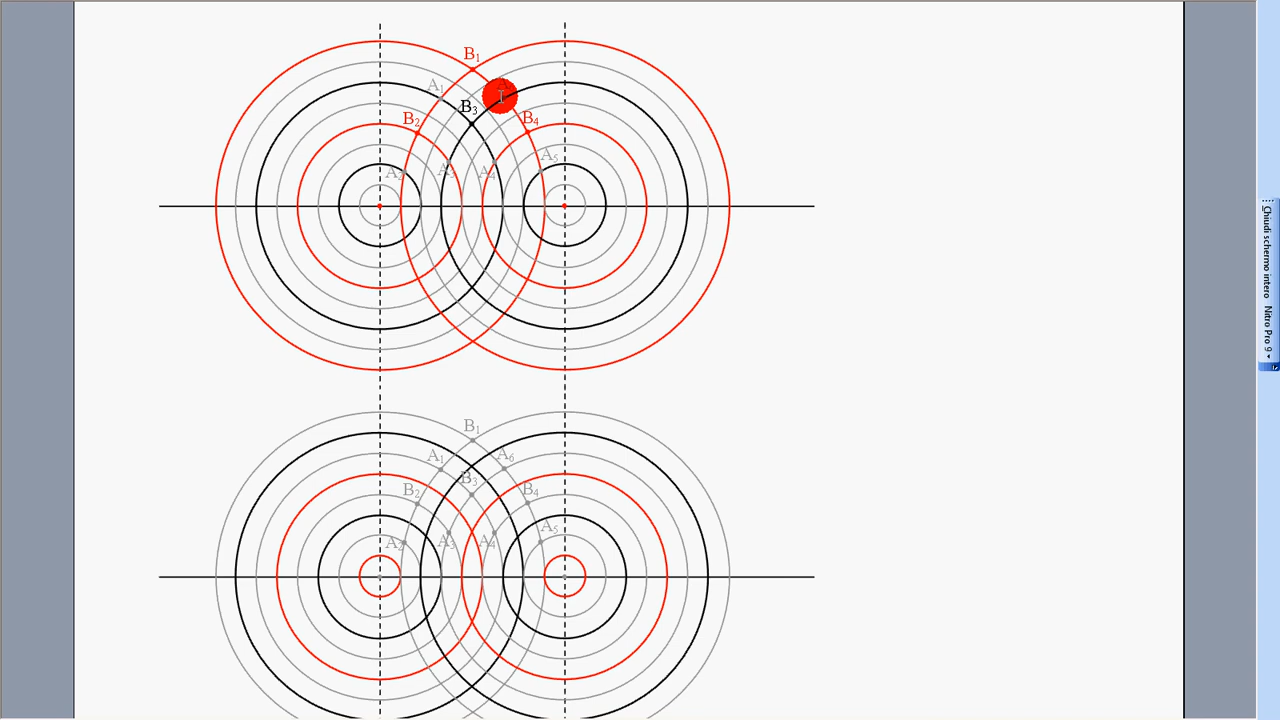 B1
A1
B3
B2
B4
A2
A3
A4
A5
B1
A1
A6
B3
B2
B4
A2
A3
A4
A5
Chiudi schermo intero Nitro Pro 9